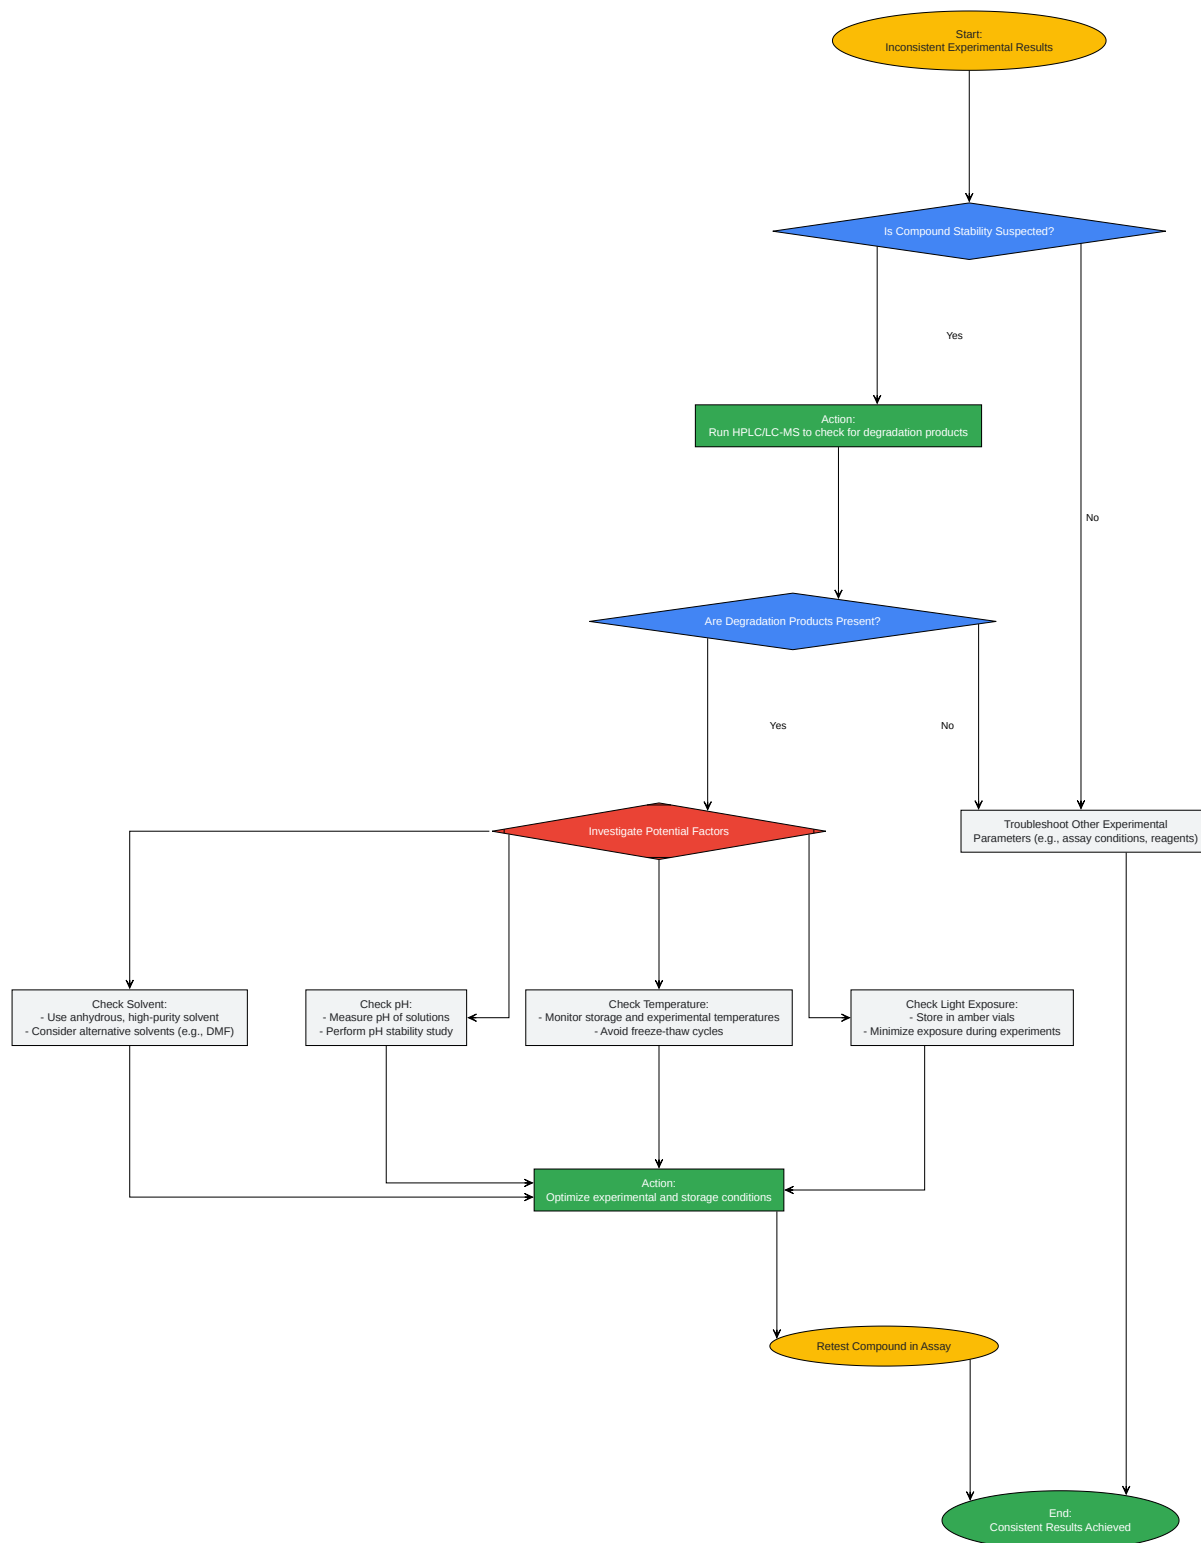 Start:
Inconsistent Experimental Results
Is Compound Stability Suspected?
Yes
Action:
Run HPLC/LC-MS to check for degradation products
No
Are Degradation Products Present?
Yes
No
Investigate Potential Factors
Troubleshoot Other Experimental
Parameters (e.g., assay conditions, reagents)
Check Solvent:
- Use anhydrous, high-purity solvent
- Consider alternative solvents (e.g., DMF)
Check pH:
- Measure pH of solutions
- Perform pH stability study
Check Temperature:
- Monitor storage and experimental temperatures
- Avoid freeze-thaw cycles
Check Light Exposure:
- Store in amber vials
- Minimize exposure during experiments
Action:
Optimize experimental and storage conditions
Retest Compound in Assay
End:
Consistent Results Achieved